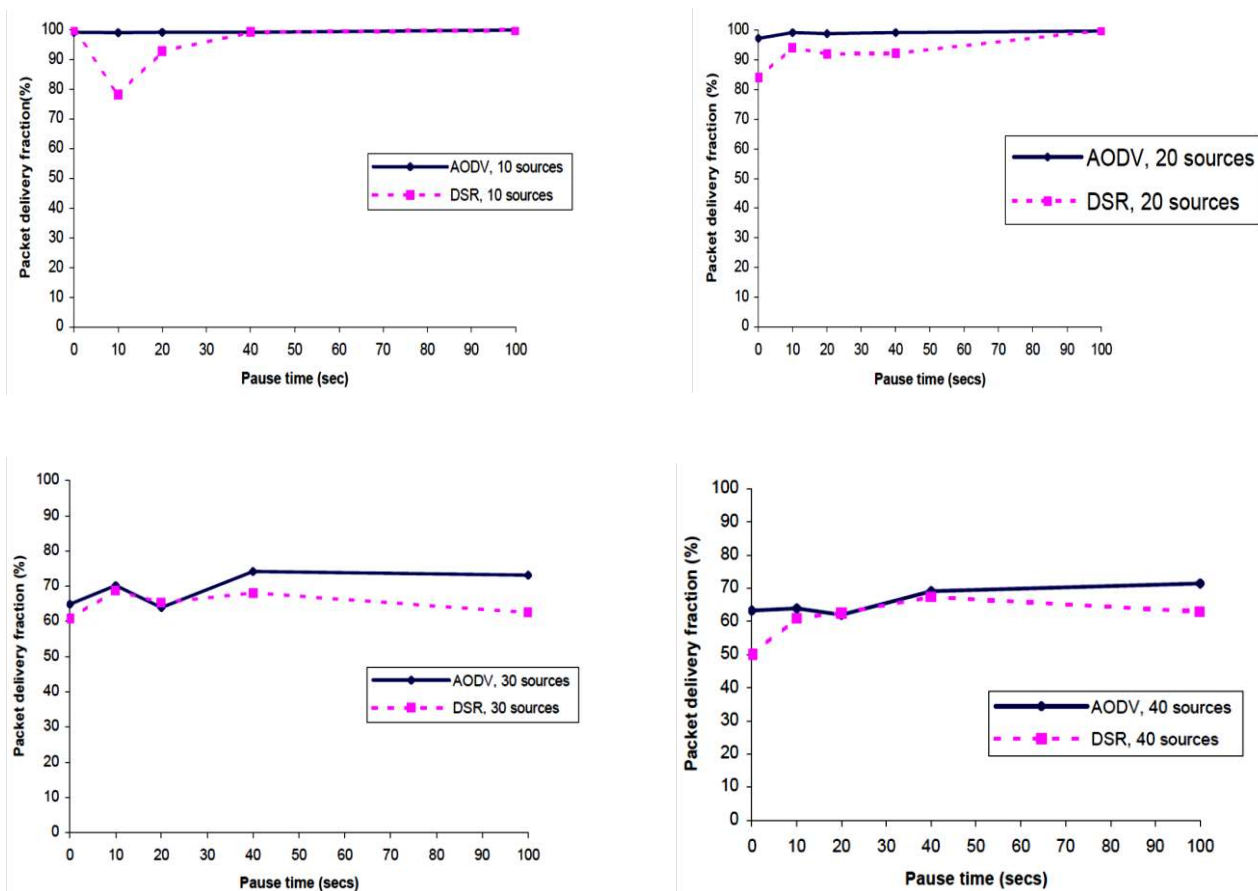 Packet delivery fraction(%)
100
90
80
70
60
50
40
30
20
10
0
AODV, 10 sources
DSR, 10 sources
0 10 20 30 40 50 60 70 80 90 100
Pause time (sec)
Packet delivery fraction (%)
100
90
80
70
60
50
40
30
20
10
0
AODV, 20 sources
DSR, 20 sources
0 10 20 30 40 50 60 70 80 90 100
Pause time (secs)
Packet delivery fraction (%)
100
90
80
70
60
50
40
30
20
10
0
AODV, 30 sources
DSR, 30 sources
0 10 20 30 40 50 60 70 80 90 100
Pause time (secs)
Packet delivery fraction (%)
100
90
80
70
60
50
40
30
20
10
0
AODV, 40 sources
DSR, 40 sources
0 10 20 30 40 50 60 70 80 90 100
Pause time (secs)